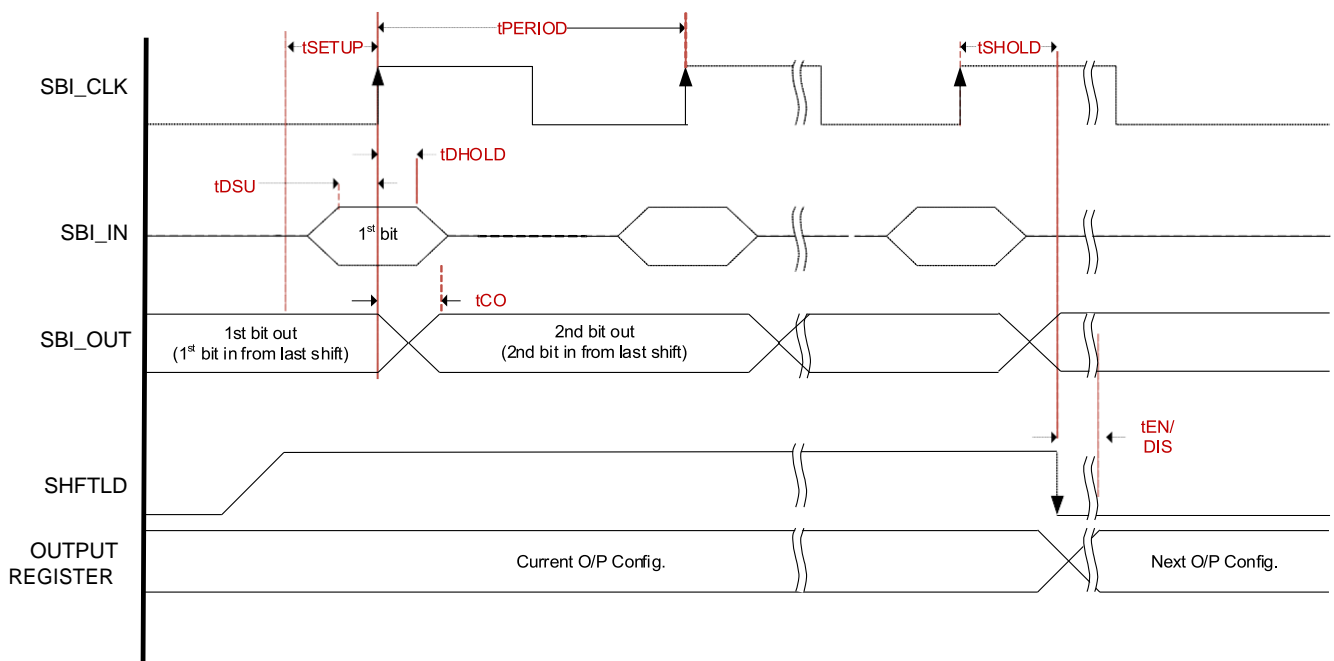 tSETUP
tPERIOD
tSHOLD
SBI_CLK
tDHOLD
tDSU
SBI_IN
1st bit
tCO
SBI_OUT
1st bit out
(1st bit in from last shift)
2nd bit out
(2nd bit in from last shift)
tEN/
DIS
SHFTLD
OUTPUT
REGISTER
Current O/P Config.
Next O/P Config.